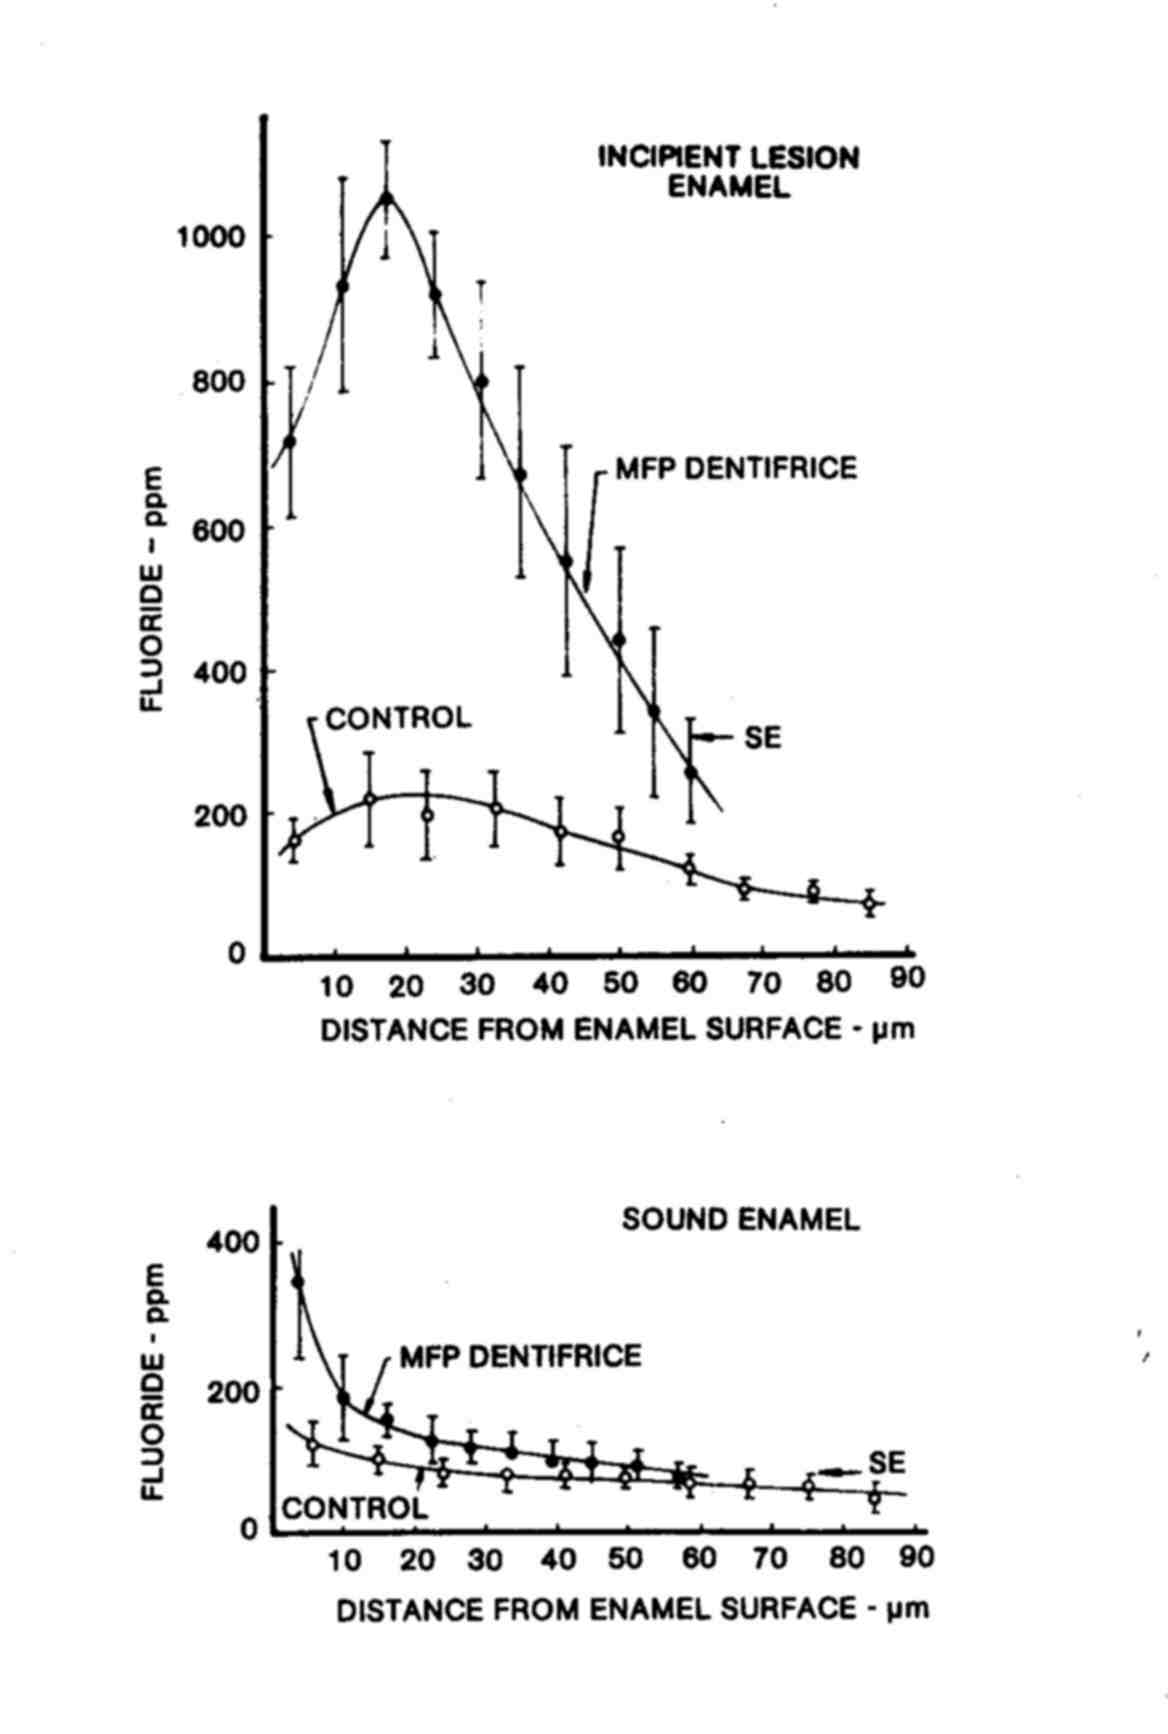 INCIPIENT LESION
ENAMEL
1000
800
600
400
200
0
FLUORIDE - ppm
MFP DENTIFRICE
CONTROL
SE
10 20 30 40 50 60 70 80 90
DISTANCE FROM ENAMEL SURFACE - µm
SOUND ENAMEL
400
200
0
FLUORIDE - ppm
MFP DENTIFRICE
CONTROL
SE
10 20 30 40 50 60 70 80 90
DISTANCE FROM ENAMEL SURFACE - µm